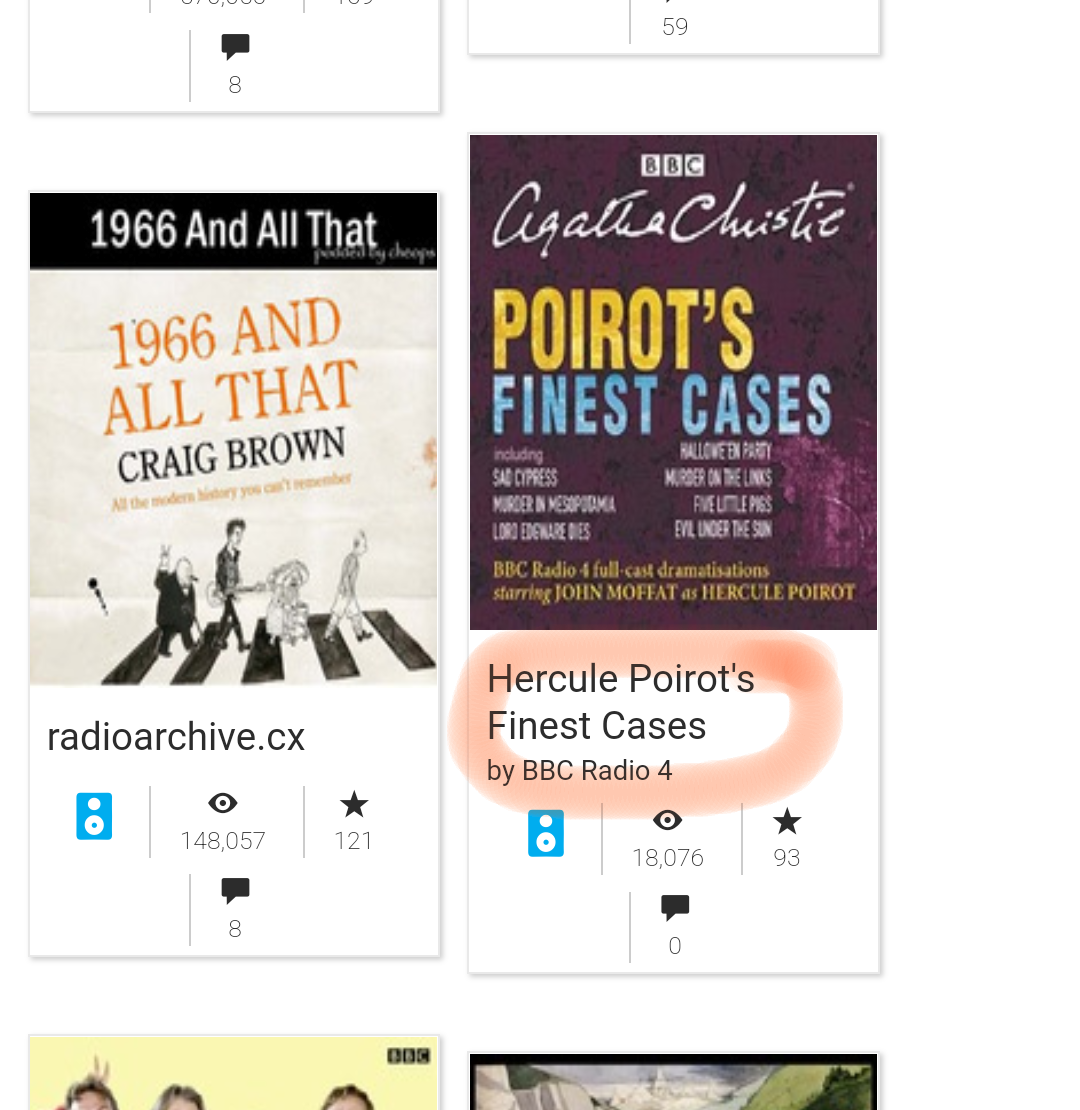 8
59
1966 And All That
podded by cheops
1966 AND
ALL THAT
CRAIG BROWN
All the modern history you can't remember
radioarchive.cx
148,057
121
8
BBC
Agatha Christie
POIROT'S
FINEST CASES
including
SAD CYPRESS
MURDER IN MESOPOTAMIA
LORD EDGWARE DIES
HALLOWE'EN PARTY
MURDER ON THE LINKS
FIVE LITTLE PIGS
EVIL UNDER THE SUN
BBC Radio 4 full-cast dramatisations
starring JOHN MOFFAT as HERCULE POIROT
Hercule Poirot's
Finest Cases
by BBC Radio 4
18,076
93
0
BBC